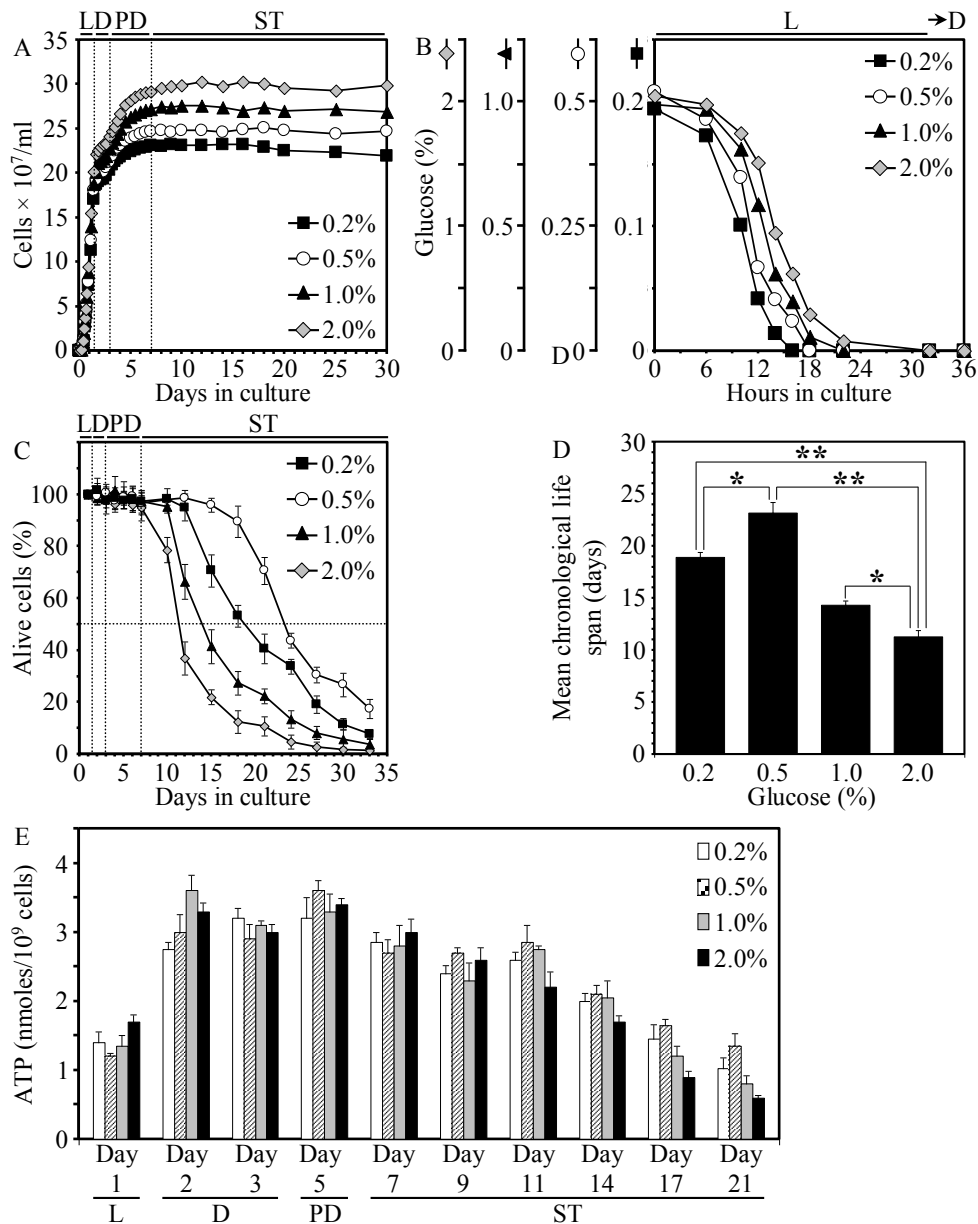 L D PD ST
A
35
30
25
20
15
10
5
0
Cells × 10⁷/ml
0.2%
0.5%
1.0%
2.0%
0 5 10 15 20 25 30
Days in culture
B
Glucose (%)
2
1
0
1.0
0.5
0
0.5
0.25
0
D
L →D
0.2
0.1
0
0.2%
0.5%
1.0%
2.0%
0 6 12 18 24 30 36
Hours in culture
L D PD ST
C
100
80
60
40
20
0
Alive cells (%)
0.2%
0.5%
1.0%
2.0%
0 5 10 15 20 25 30 35
Days in culture
D
30
25
20
15
10
5
0
Mean chronological life
span (days)
**
* **
*
0.2 0.5 1.0 2.0
Glucose (%)
E
4
3
2
1
0
ATP (nmoles/10⁹ cells)
0.2%
0.5%
1.0%
2.0%
Day Day Day Day Day Day Day Day Day Day
1 2 3 5 7 9 11 14 17 21
L D PD ST